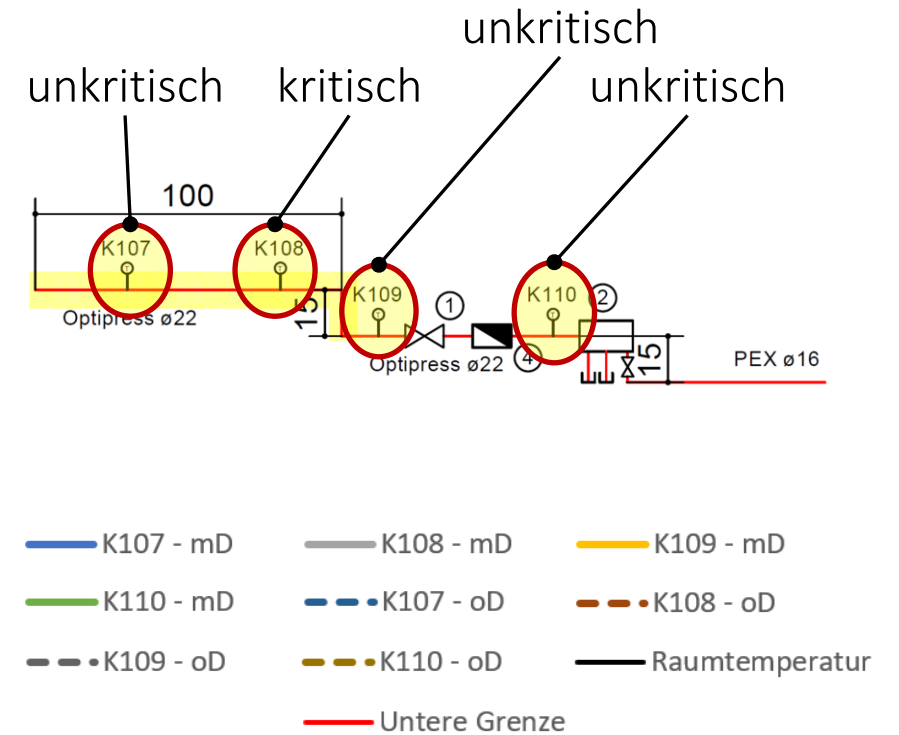 unkritisch
unkritisch kritisch unkritisch
100
K107 K108
K109 K110
1 2
15
Optipress ø22
Optipress ø22 4
15
PEX ø16
K107 - mD K108 - mD K109 - mD
K110 - mD K107 - oD K108 - oD
K109 - oD K110 - oD Raumtemperatur
Untere Grenze